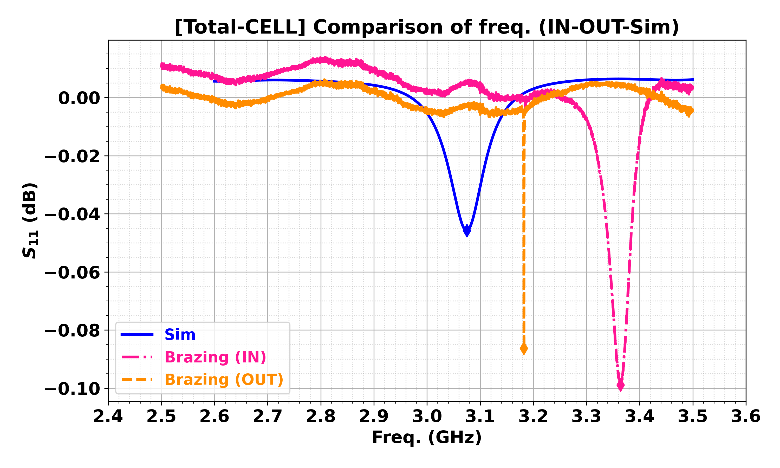 [Total-CELL] Comparison of freq. (IN-OUT-Sim)
0.00
−0.02
−0.04
−0.06
−0.08
−0.10
S11 (dB)
Sim
Brazing (IN)
Brazing (OUT)
2.4 2.5 2.6 2.7 2.8 2.9 3.0 3.1 3.2 3.3 3.4 3.5 3.6
Freq. (GHz)